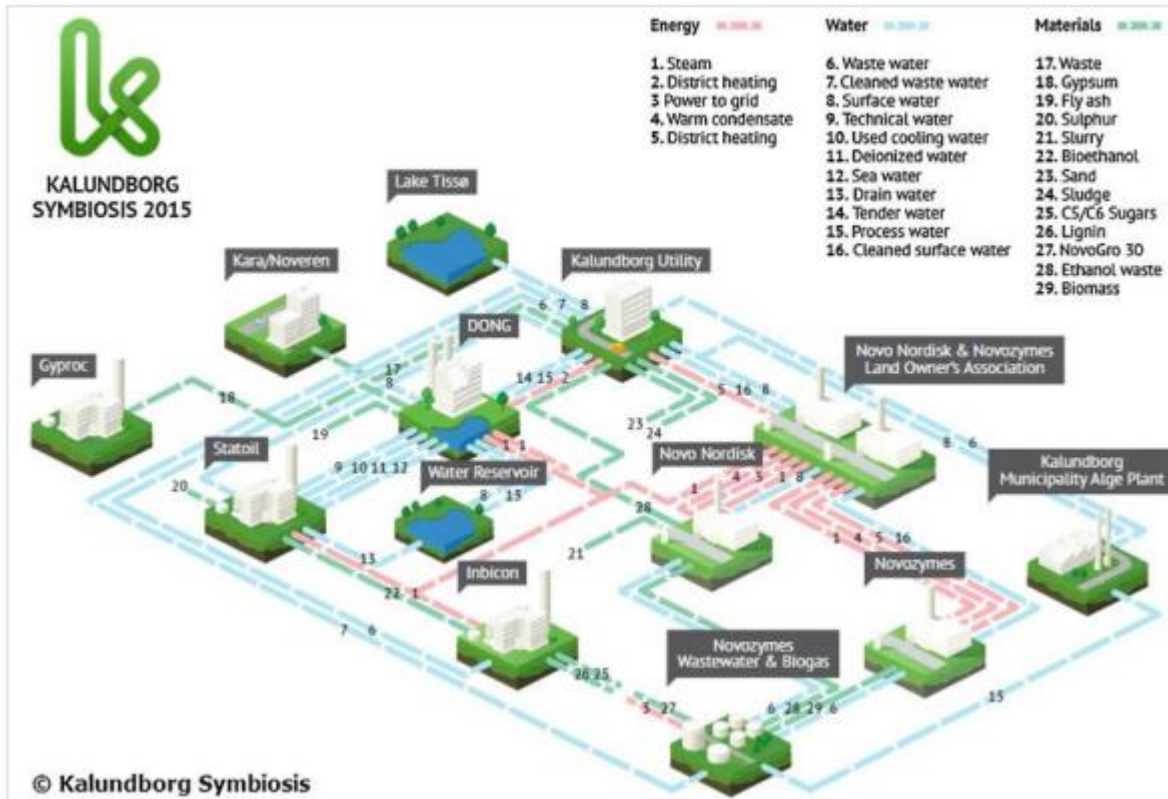 KALUNDBORG
SYMBIOSIS 2015
Energy
1. Steam
2. District heating
3 Power to grid
4. Warm condensate
5. District heating
Water
6. Waste water
7. Cleaned waste water
8. Surface water
9. Technical water
10. Used cooling water
11. Deionized water
12. Sea water
13. Drain water
14. Tender water
15. Process water
16. Cleaned surface water
Materials
17. Waste
18. Gypsum
19. Fly ash
20. Sulphur
21. Slurry
22. Bioethanol
23. Sand
24. Sludge
25. C5/C6 Sugars
26. Lignin
27. NovoGro 30
28. Ethanol waste
29. Biomass
Lake Tissø
Kara/Noveren
Kalundborg Utility
6 7 8
DONG
Gyproc
17
8
14 15 2
Novo Nordisk & Novozymes
Land Owner's Association
5 16 8
18
19
23
24
8 6
Statoil
9 10 11 12
1 1
Water Reservoir
Novo Nordisk
1 4 5 1 8
Kalundborg
Municipality Alge Plant
20
8 13
28
21
1 4 5 16
13
Inbicon
Novozymes
22 1
7 6
Novozymes
Wastewater & Biogas
26 25
5 27
6 28 29 6
15
© Kalundborg Symbiosis